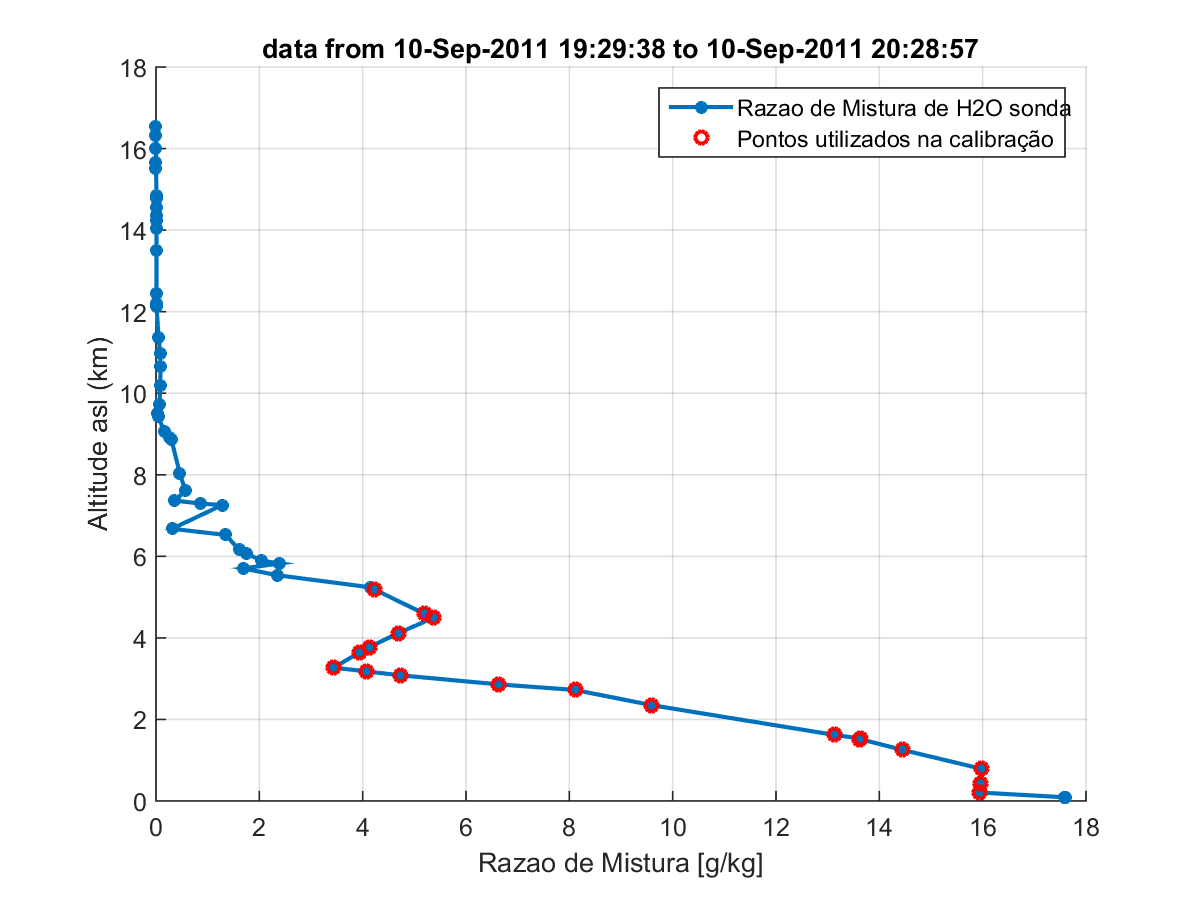 data from 10-Sep-2011 19:29:38 to 10-Sep-2011 20:28:57
Razao de Mistura de H2O sonda
Pontos utilizados na calibração
18
16
14
12
10
8
6
4
2
0
Altitude asl (km)
0 2 4 6 8 10 12 14 16 18
Razao de Mistura [g/kg]